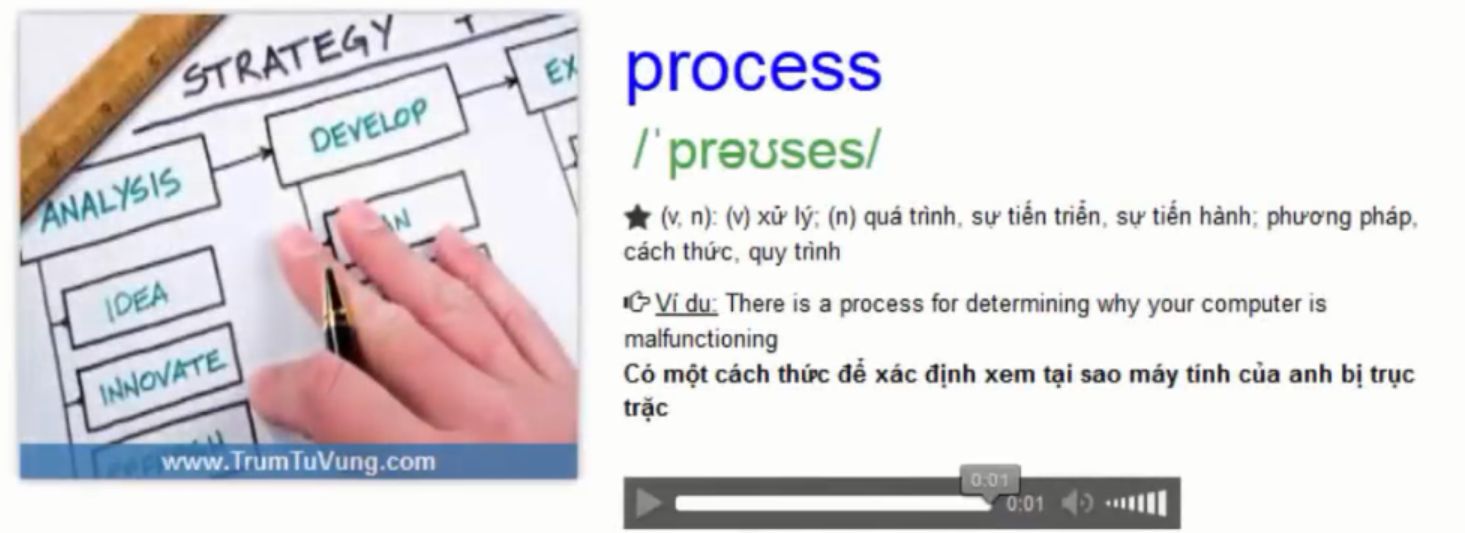 STRATEGY
ANALYSIS
DEVELOP
IDEA
INNOVATE
www.TrumTuVung.com
process
/ˈprəʊses/
★ (v, n): (v) xử lý; (n) quá trình, sự tiến triển, sự tiến hành; phương pháp,
cách thức, quy trình
Ví dụ: There is a process for determining why your computer is
malfunctioning
Có một cách thức để xác định xem tại sao máy tính của anh bị trục
trặc
0:01
0:01